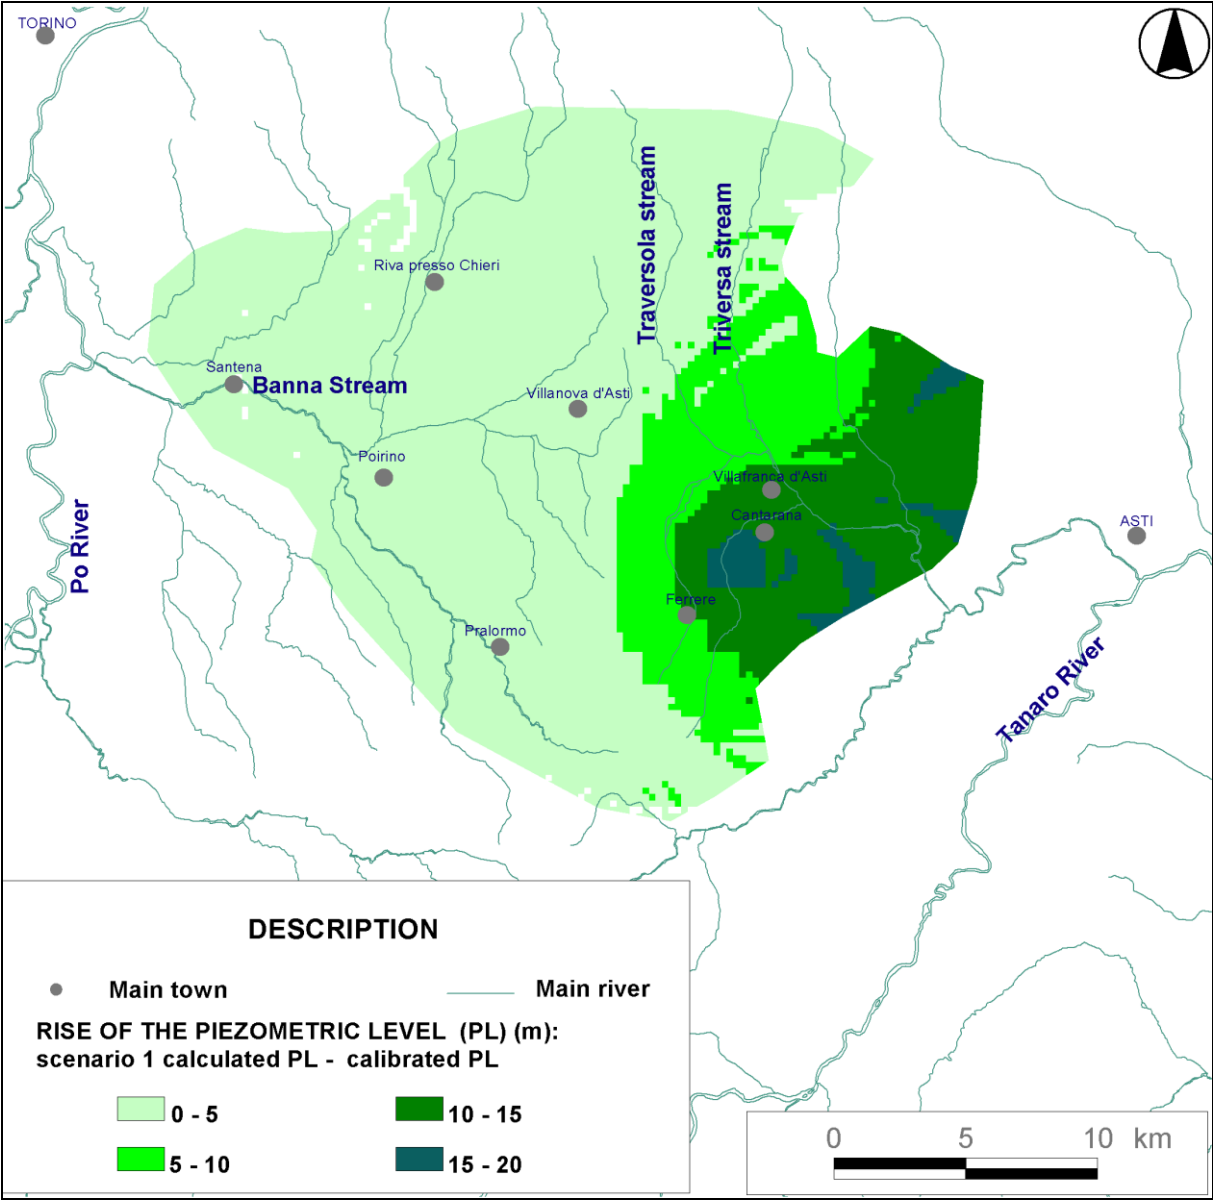 TORINO
Traversola stream
Triversa stream
Riva presso Chieri
Santena
Banna Stream
Villanova d'Asti
Poirino
Villafranca d'Asti
Cantarana
ASTI
Po River
Ferrere
Pralormo
Tanaro River
DESCRIPTION
Main town
Main river
RISE OF THE PIEZOMETRIC LEVEL (PL) (m):
scenario 1 calculated PL - calibrated PL
0 - 5
10 - 15
5 - 10
15 - 20
0 5 10 km